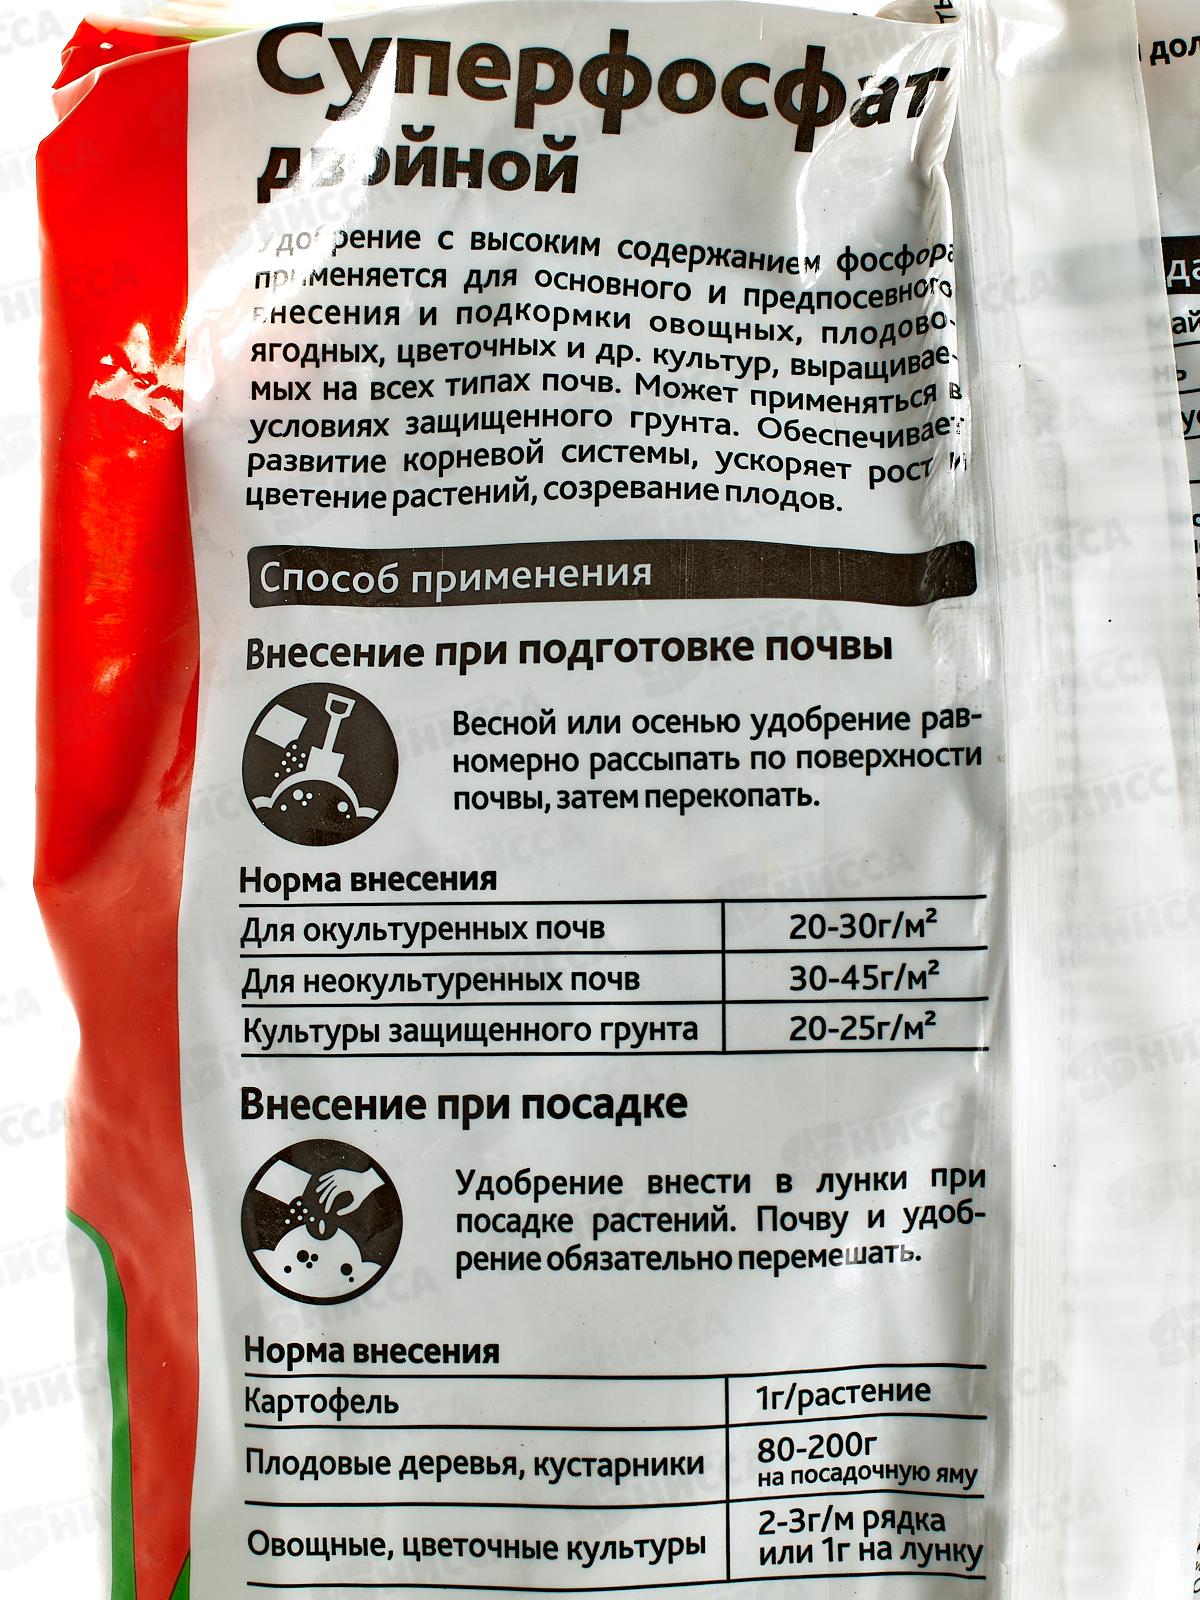 Суперфосфат
двойной
Удобрение с высоким содержанием фосфора
применяется для основного и предпосевного
внесения и подкормки овощных, плодово-
ягодных, цветочных и др. культур, выращивае-
мых на всех типах почв. Может применяться в
условиях защищенного грунта. Обеспечивает
развитие корневой системы, ускоряет рост и
цветение растений, созревание плодов.
Способ применения
Внесение при подготовке почвы
Весной или осенью удобрение рав-
номерно рассыпать по поверхности
почвы, затем перекопать.
Норма внесения
Для окультуренных почв 20-30г/м²
Для неокультуренных почв 30-45г/м²
Культуры защищенного грунта 20-25г/м²
Внесение при посадке
Удобрение внести в лунки при
посадке растений. Почву и удоб-
рение обязательно перемешать.
Норма внесения
Картофель 1г/растение
Плодовые деревья, кустарники 80-200г
на посадочную яму
Овощные, цветочные культуры 2-3г/м рядка
или 1г на лунку